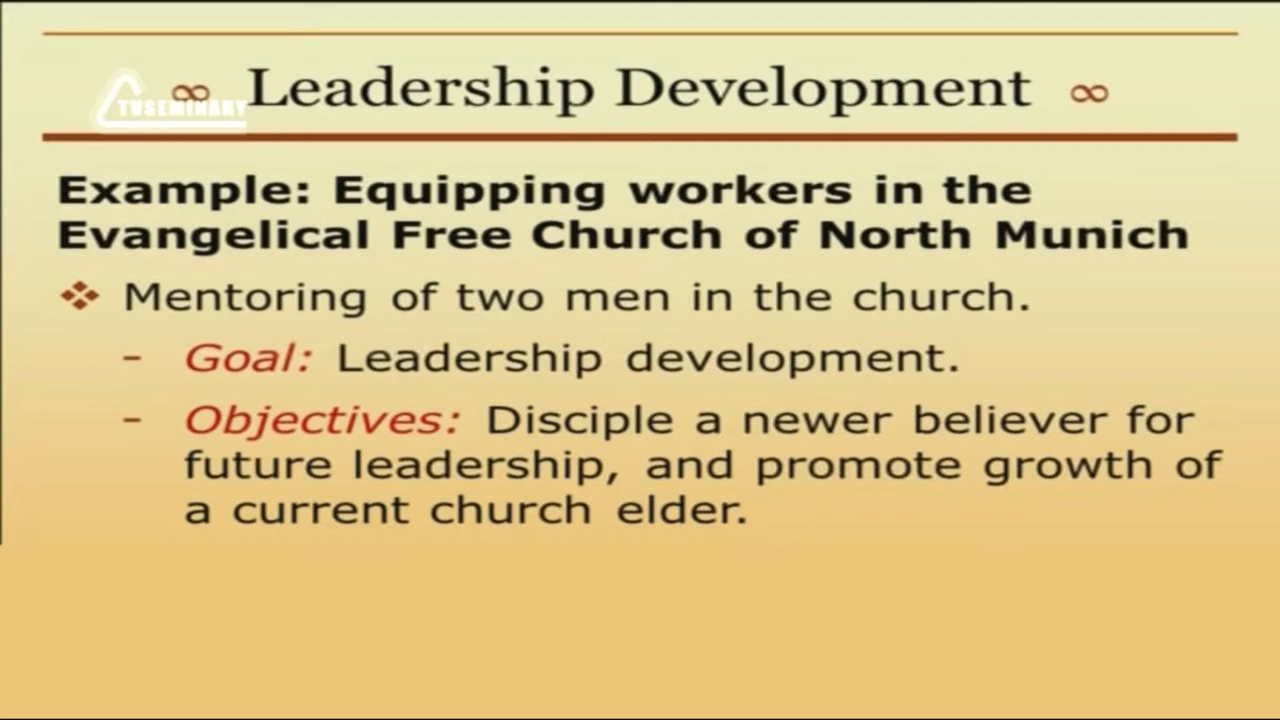 ∞ Leadership Development ∞
TVSEMINARY
Example: Equipping workers in the
Evangelical Free Church of North Munich
❖ Mentoring of two men in the church.
- Goal: Leadership development.
- Objectives: Disciple a newer believer for
future leadership, and promote growth of
a current church elder.